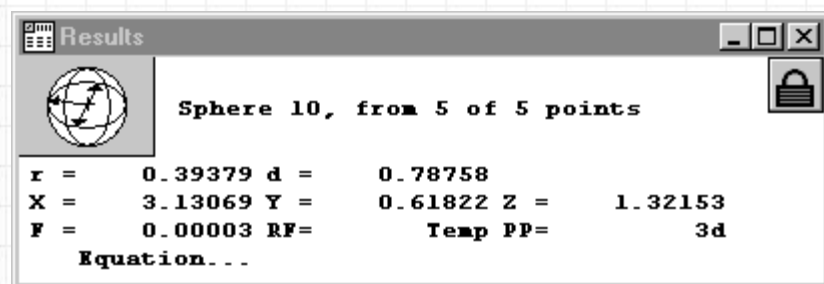 Results
Sphere 10, from 5 of 5 points
r = 0.39379 d = 0.78758
X = 3.13069 Y = 0.61822 Z = 1.32153
F = 0.00003 RF= Temp PP= 3d
Equation...